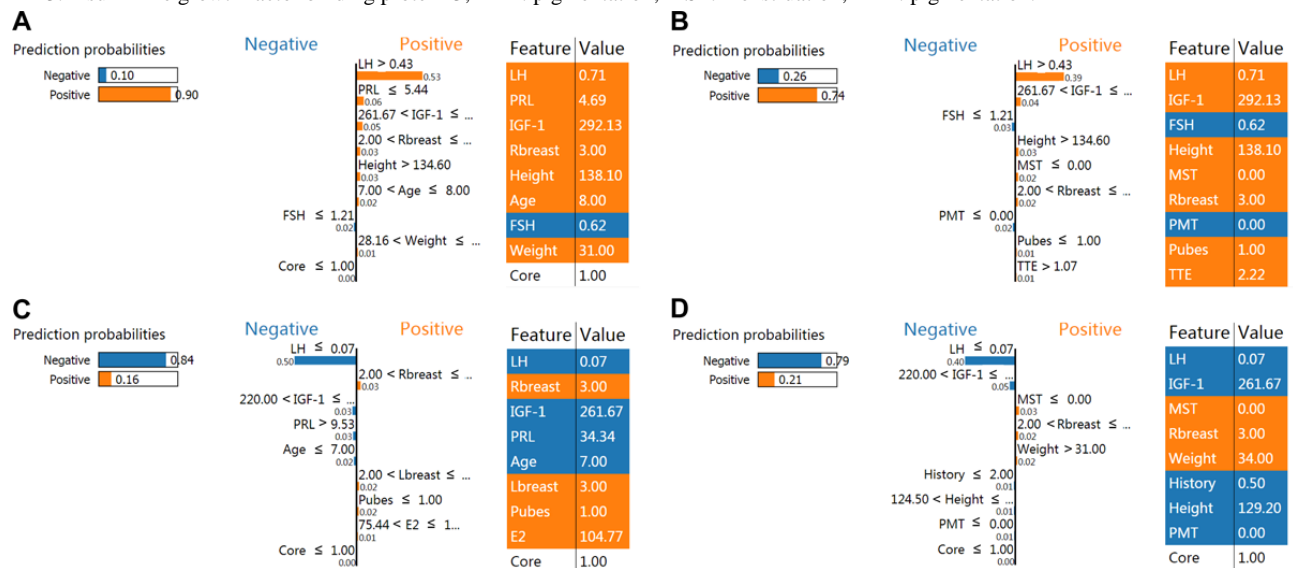 A
Prediction probabilities
Negative 0.10
Positive 0.90
Negative Positive
LH > 0.43
0.53
PRL ≤ 5.44
0.06
261.67 < IGF-1 ≤ ...
0.05
2.00 < Rbreast ≤ ...
0.03
Height > 134.60
0.03
7.00 < Age ≤ 8.00
0.02
FSH ≤ 1.21
0.02
28.16 < Weight ≤ ...
0.01
Core ≤ 1.00
0.00
Feature Value
LH 0.71
PRL 4.69
IGF-1 292.13
Rbreast 3.00
Height 138.10
Age 8.00
FSH 0.62
Weight 31.00
Core 1.00
B
Prediction probabilities
Negative 0.26
Positive 0.74
Negative Positive
LH > 0.43
0.39
261.67 < IGF-1 ≤ ...
0.04
FSH ≤ 1.21
0.03
Height > 134.60
0.03
MST ≤ 0.00
0.02
2.00 < Rbreast ≤ ...
0.02
PMT ≤ 0.00
0.02
Pubes ≤ 1.00
0.01
TTE > 1.07
0.01
Feature Value
LH 0.71
IGF-1 292.13
FSH 0.62
Height 138.10
MST 0.00
Rbreast 3.00
PMT 0.00
Pubes 1.00
TTE 2.22
C
Prediction probabilities
Negative 0.84
Positive 0.16
Negative Positive
LH ≤ 0.07
0.50
2.00 < Rbreast ≤ ...
0.03
220.00 < IGF-1 ≤ ...
0.03
PRL > 9.53
0.03
Age ≤ 7.00
0.02
2.00 < Lbreast ≤ ...
0.02
Pubes ≤ 1.00
0.02
75.44 < E2 ≤ 1...
0.01
Core ≤ 1.00
0.00
Feature Value
LH 0.07
Rbreast 3.00
IGF-1 261.67
PRL 34.34
Age 7.00
Lbreast 3.00
Pubes 1.00
E2 104.77
Core 1.00
D
Prediction probabilities
Negative 0.79
Positive 0.21
Negative Positive
LH ≤ 0.07
0.40
220.00 < IGF-1 ≤ ...
0.05
MST ≤ 0.00
0.03
2.00 < Rbreast ≤ ...
0.02
Weight > 31.00
0.02
History ≤ 2.00
0.01
124.50 < Height ≤ ...
0.01
PMT ≤ 0.00
0.01
Core ≤ 1.00
0.00
Feature Value
LH 0.07
IGF-1 261.67
MST 0.00
Rbreast 3.00
Weight 34.00
History 0.50
Height 129.20
PMT 0.00
Core 1.00